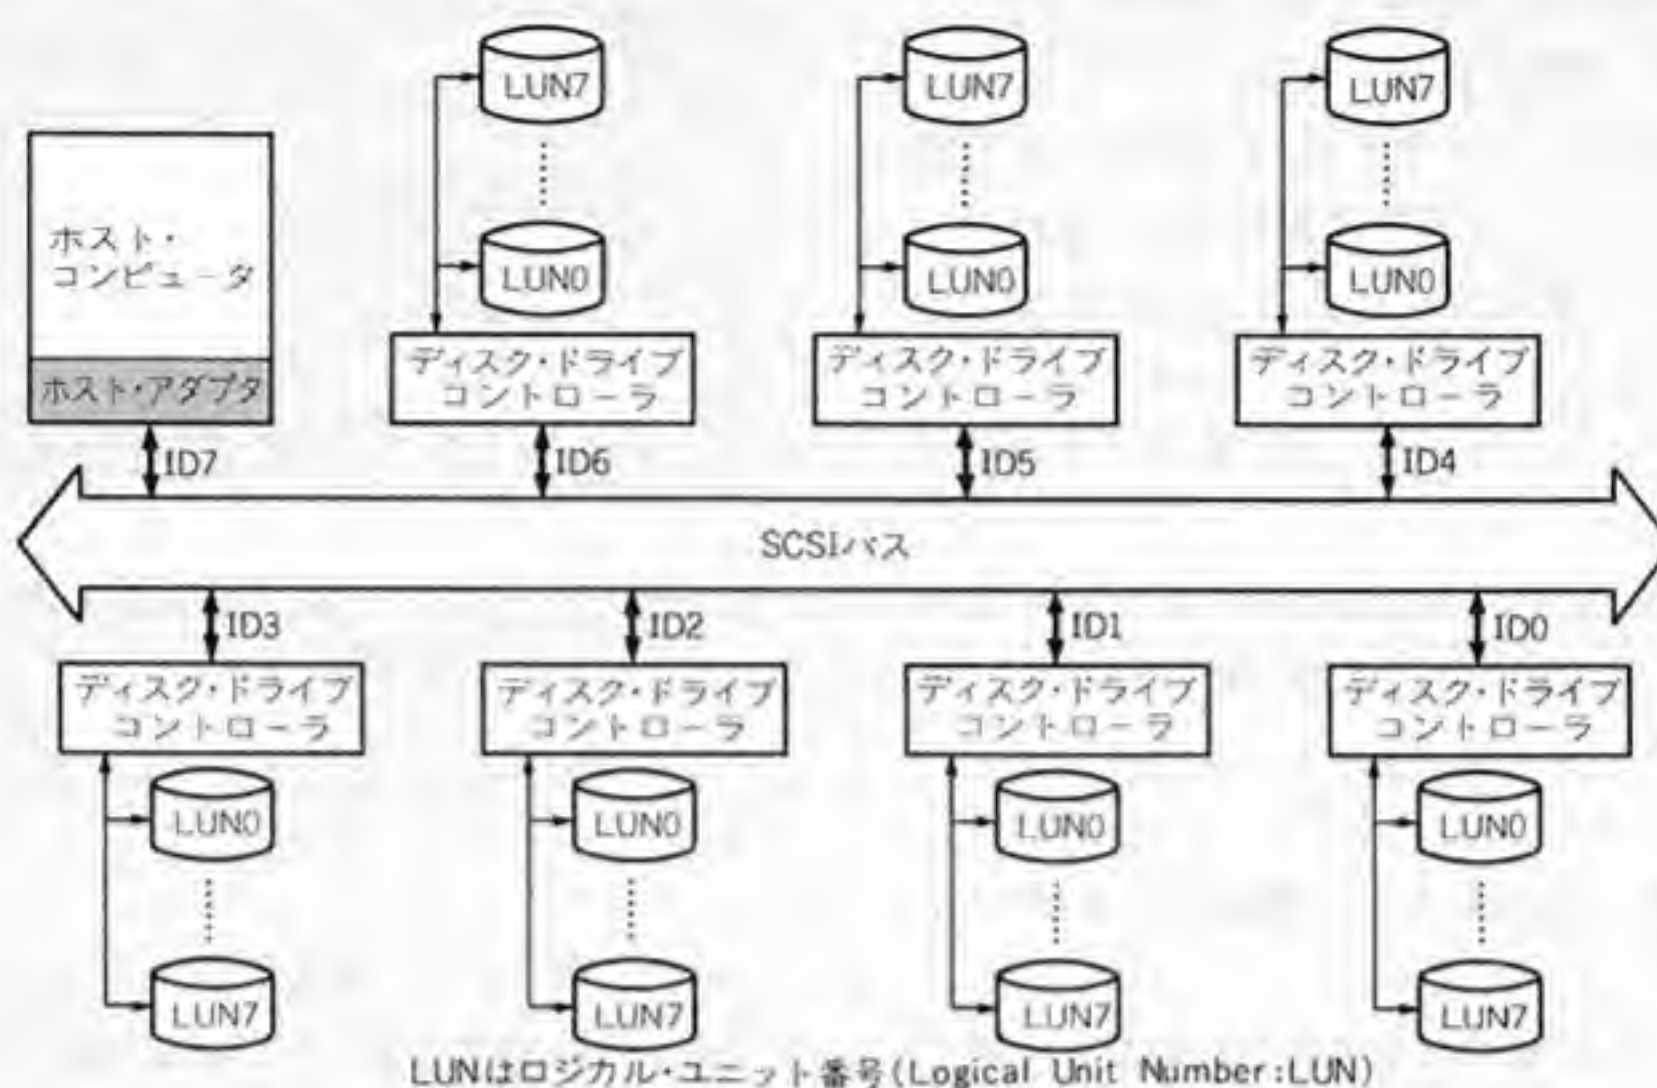 LUN7
LUN7
LUN7
ホスト・
コンピュータ
LUN0
LUN0
LUN0
ホスト・アダプタ
ディスク・ドライブ
コントローラ
ディスク・ドライブ
コントローラ
ディスク・ドライブ
コントローラ
ID7
ID6
ID5
ID4
SCSIバス
ID3
ID2
ID1
ID0
ディスク・ドライブ
コントローラ
ディスク・ドライブ
コントローラ
ディスク・ドライブ
コントローラ
ディスク・ドライブ
コントローラ
LUN0
LUN0
LUN0
LUN0
LUN7
LUN7
LUN7
LUN7
LUNはロジカル・ユニット番号(Logical Unit Number:LUN)